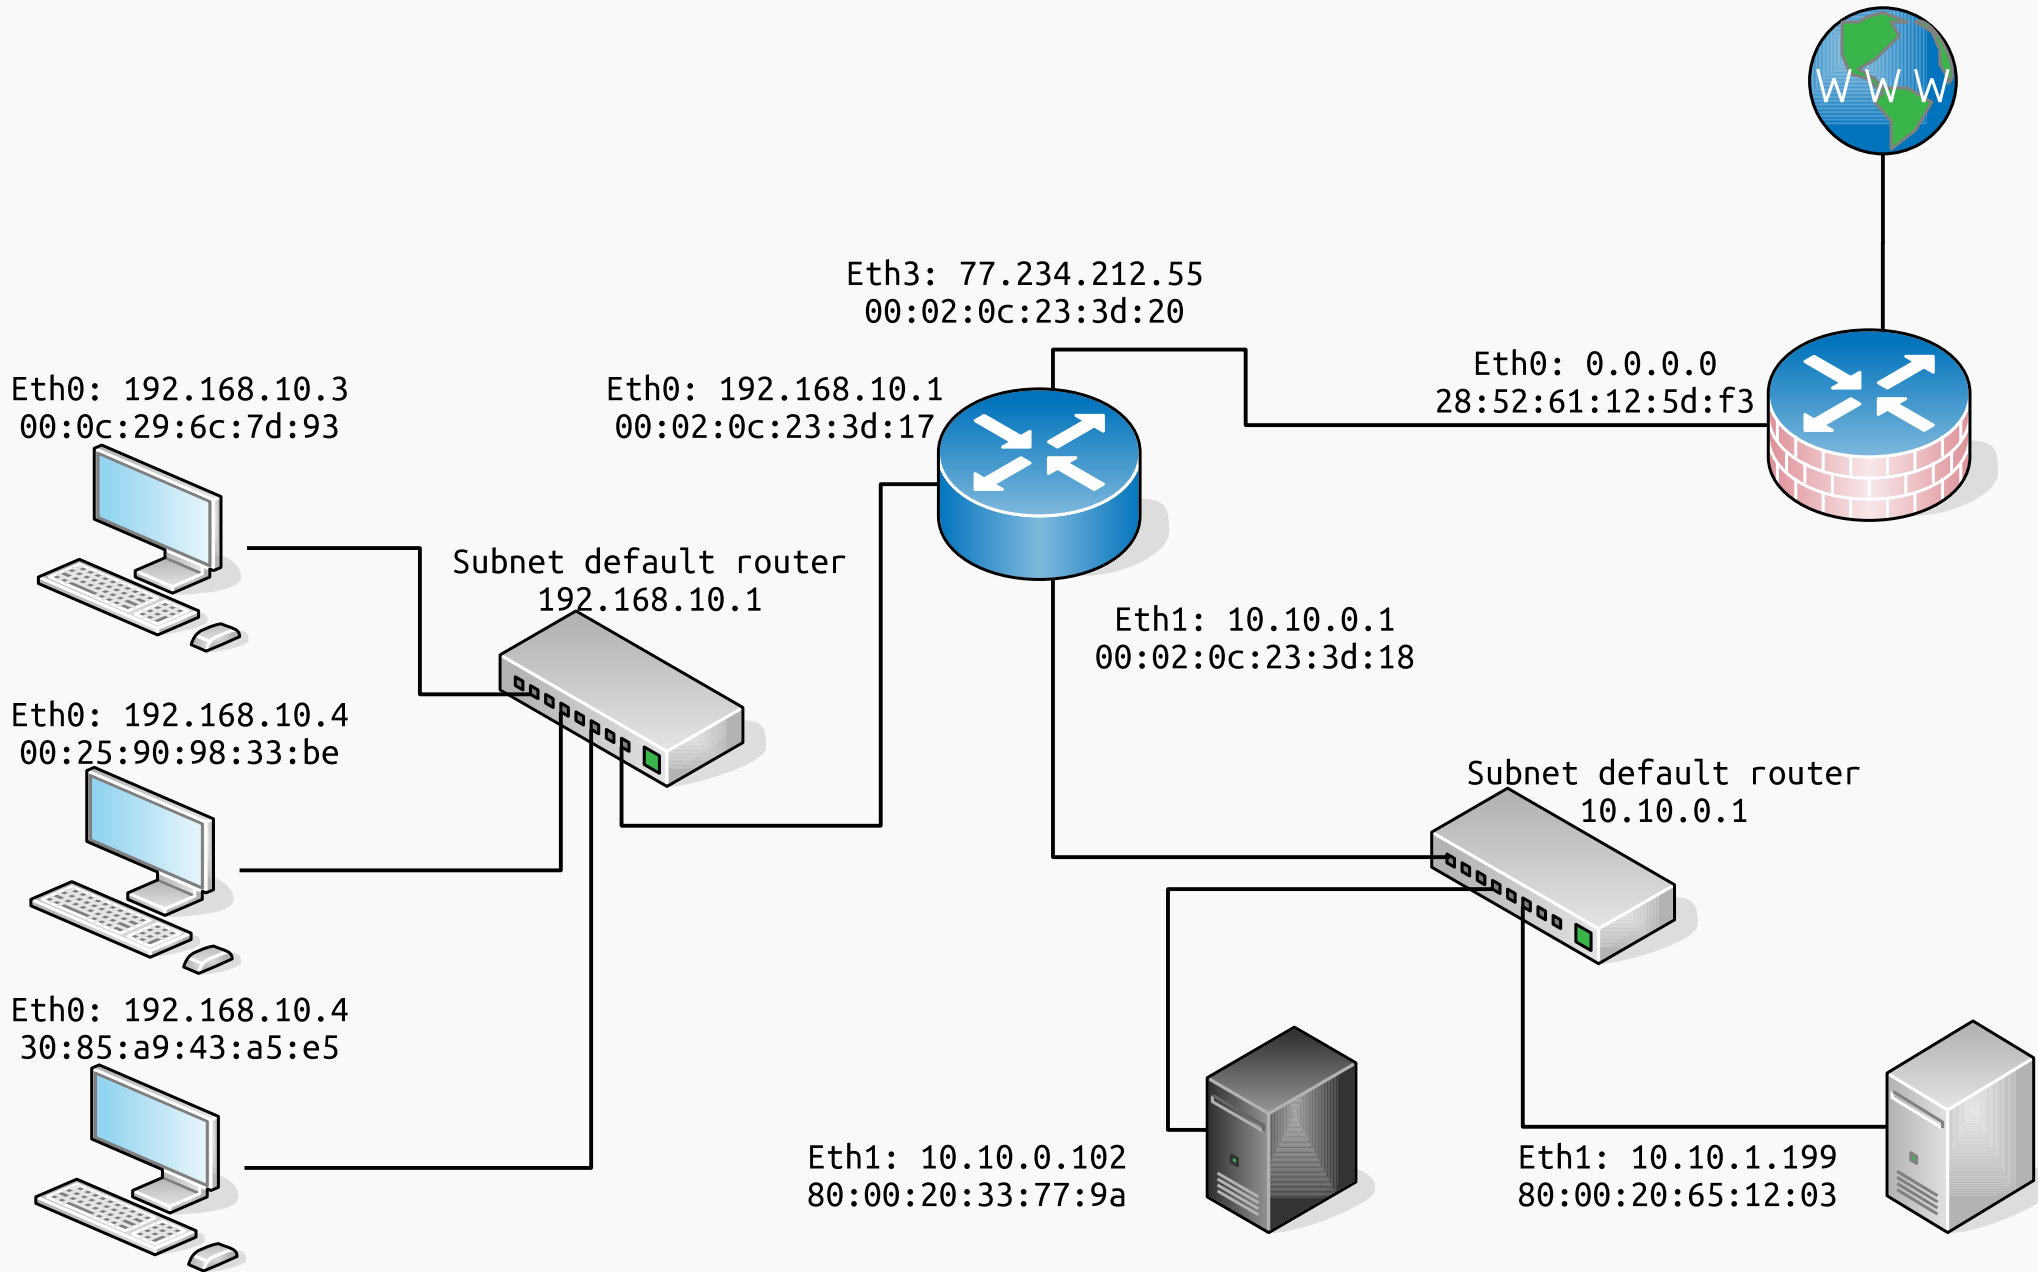 WWW
Eth3: 77.234.212.55
00:02:0c:23:3d:20
Eth0: 0.0.0.0
28:52:61:12:5d:f3
Eth0: 192.168.10.3
00:0c:29:6c:7d:93
Eth0: 192.168.10.1
00:02:0c:23:3d:17
Subnet default router
192.168.10.1
Eth1: 10.10.0.1
00:02:0c:23:3d:18
Eth0: 192.168.10.4
00:25:90:98:33:be
Subnet default router
10.10.0.1
Eth0: 192.168.10.4
30:85:a9:43:a5:e5
Eth1: 10.10.0.102
80:00:20:33:77:9a
Eth1: 10.10.1.199
80:00:20:65:12:03